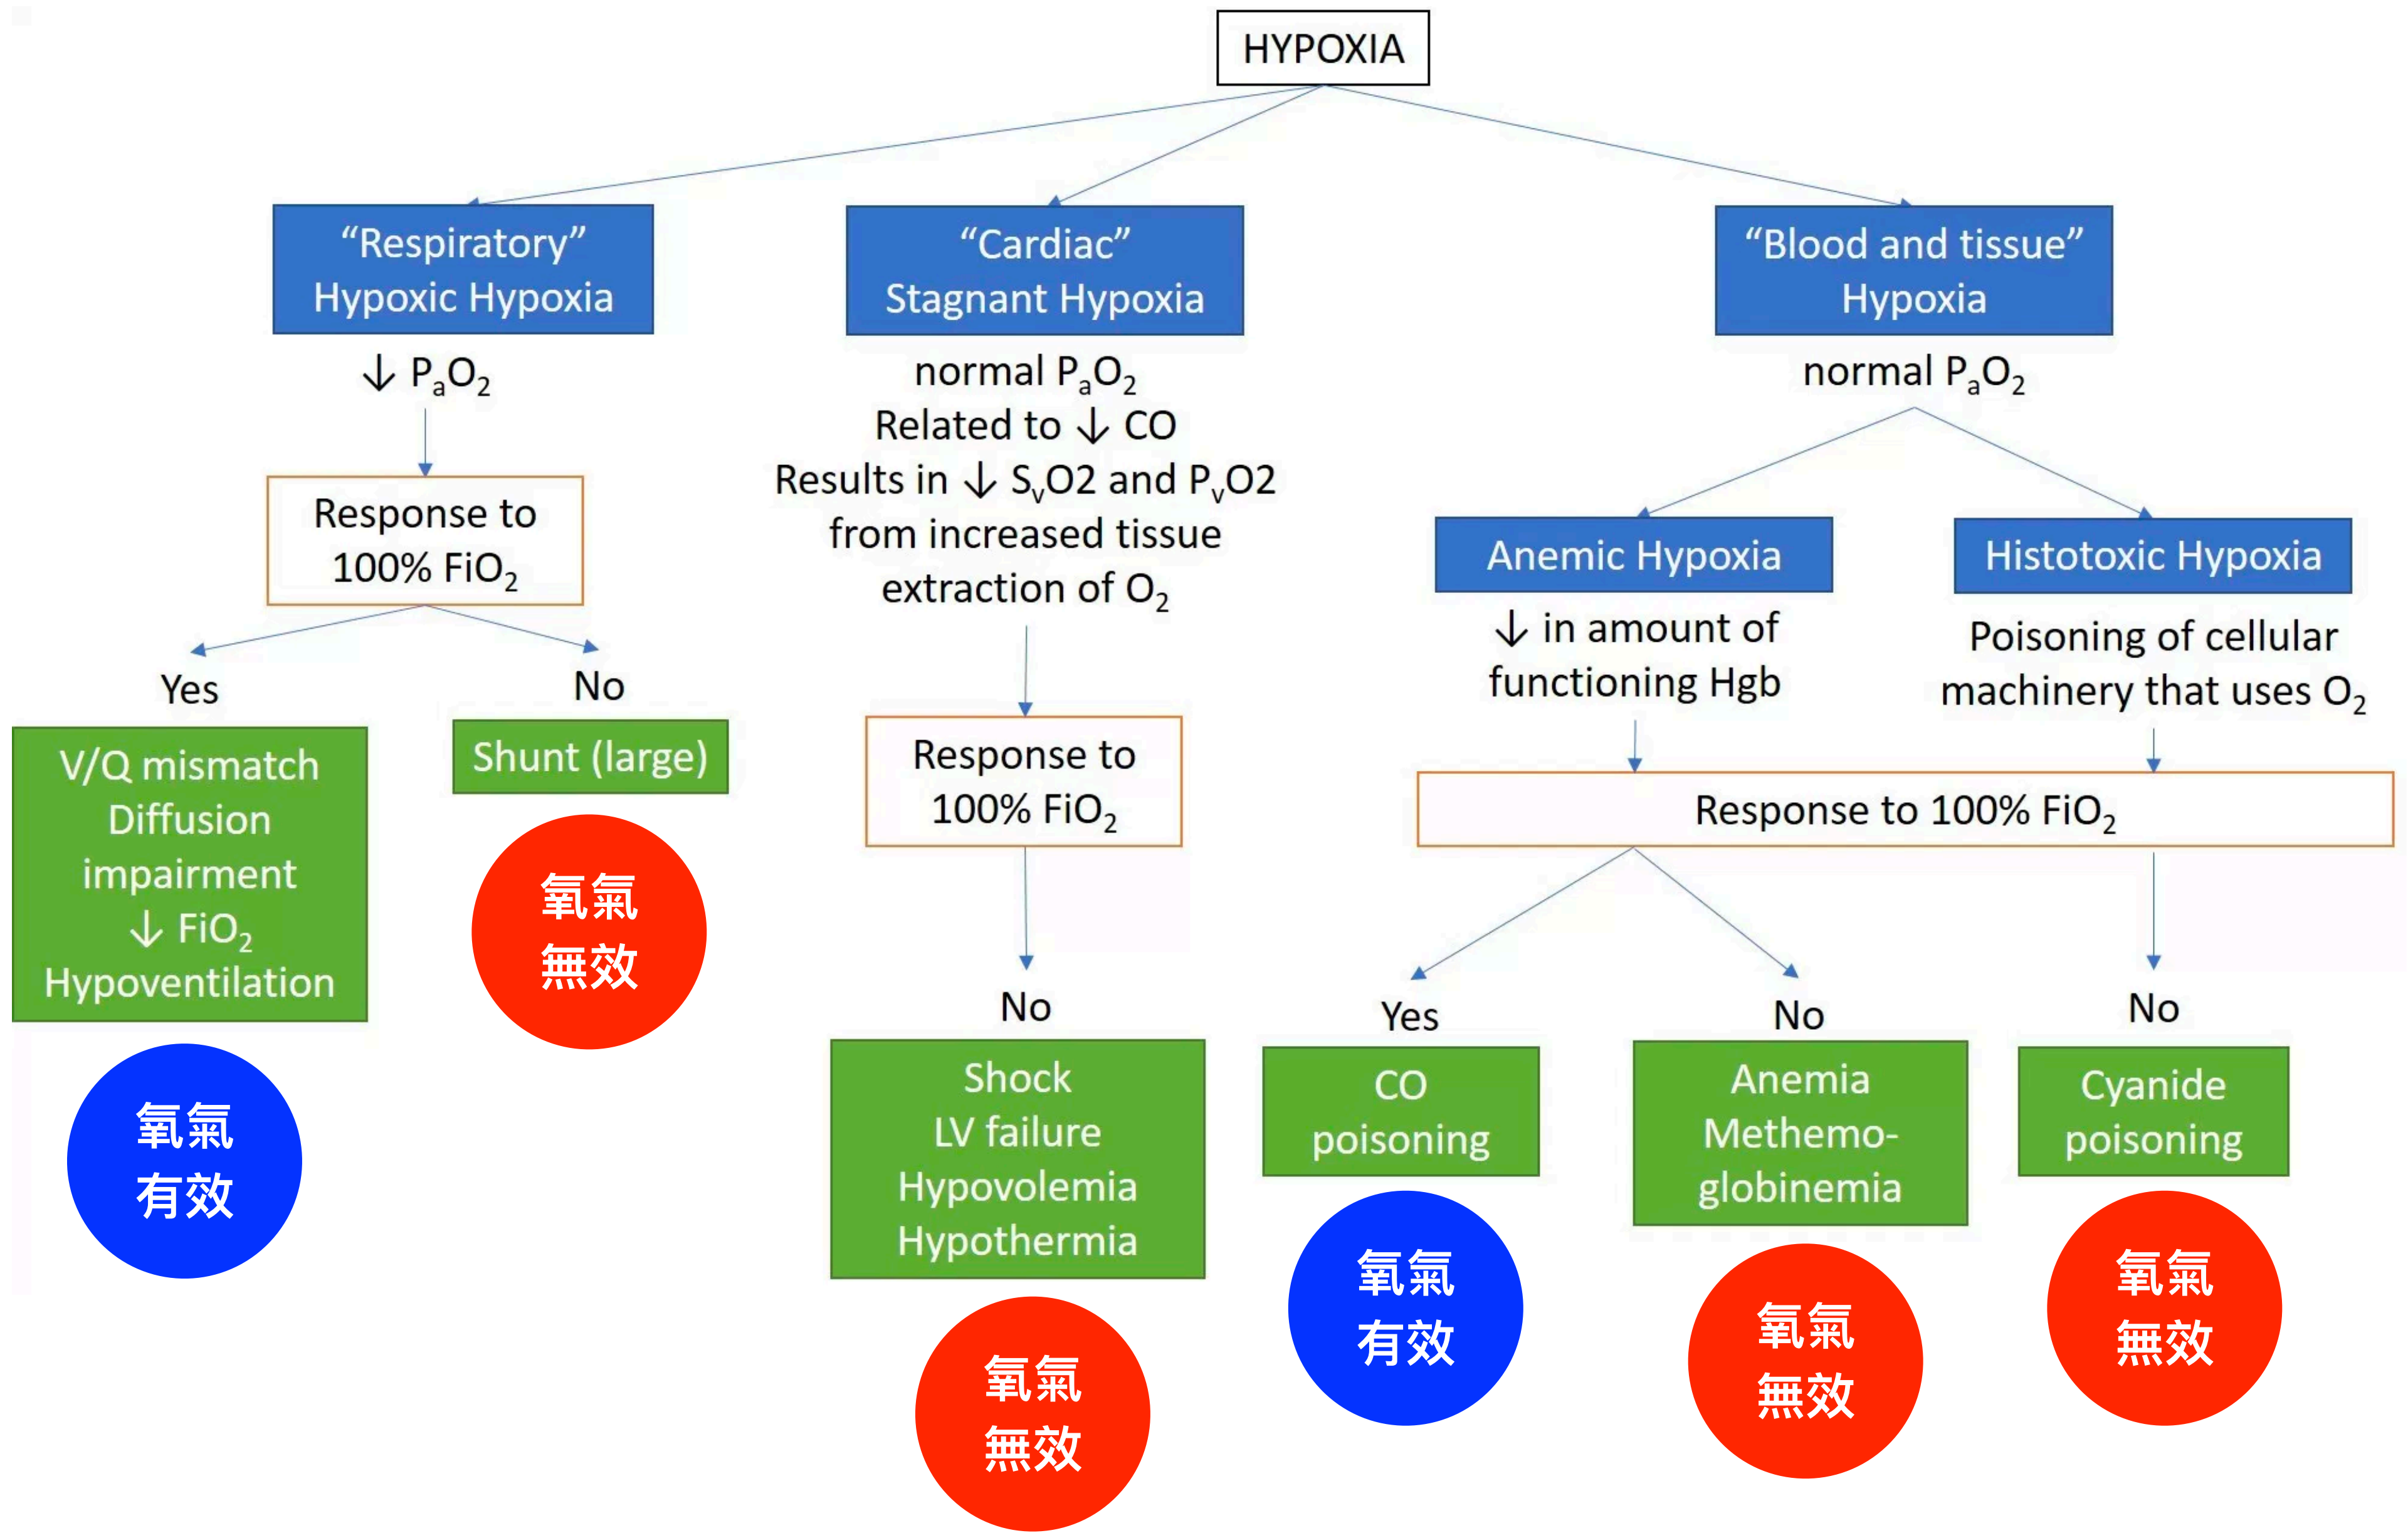 HYPOXIA
“Respiratory”
Hypoxic Hypoxia
↓ PaO2
Response to
100% FiO2
Yes
V/Q mismatch
Diffusion
impairment
↓ FiO2
Hypoventilation
氧氣
有效
No
Shunt (large)
氧氣
無效
“Cardiac”
Stagnant Hypoxia
normal PaO2
Related to ↓ CO
Results in ↓ SvO2 and PvO2
from increased tissue
extraction of O2
Response to
100% FiO2
No
Shock
LV failure
Hypovolemia
Hypothermia
氧氣
無效
“Blood and tissue”
Hypoxia
normal PaO2
Anemic Hypoxia
↓ in amount of
functioning Hgb
Histotoxic Hypoxia
Poisoning of cellular
machinery that uses O2
Response to 100% FiO2
Yes
CO
poisoning
氧氣
有效
No
Anemia
Methemo-
globinemia
氧氣
無效
No
Cyanide
poisoning
氧氣
無效